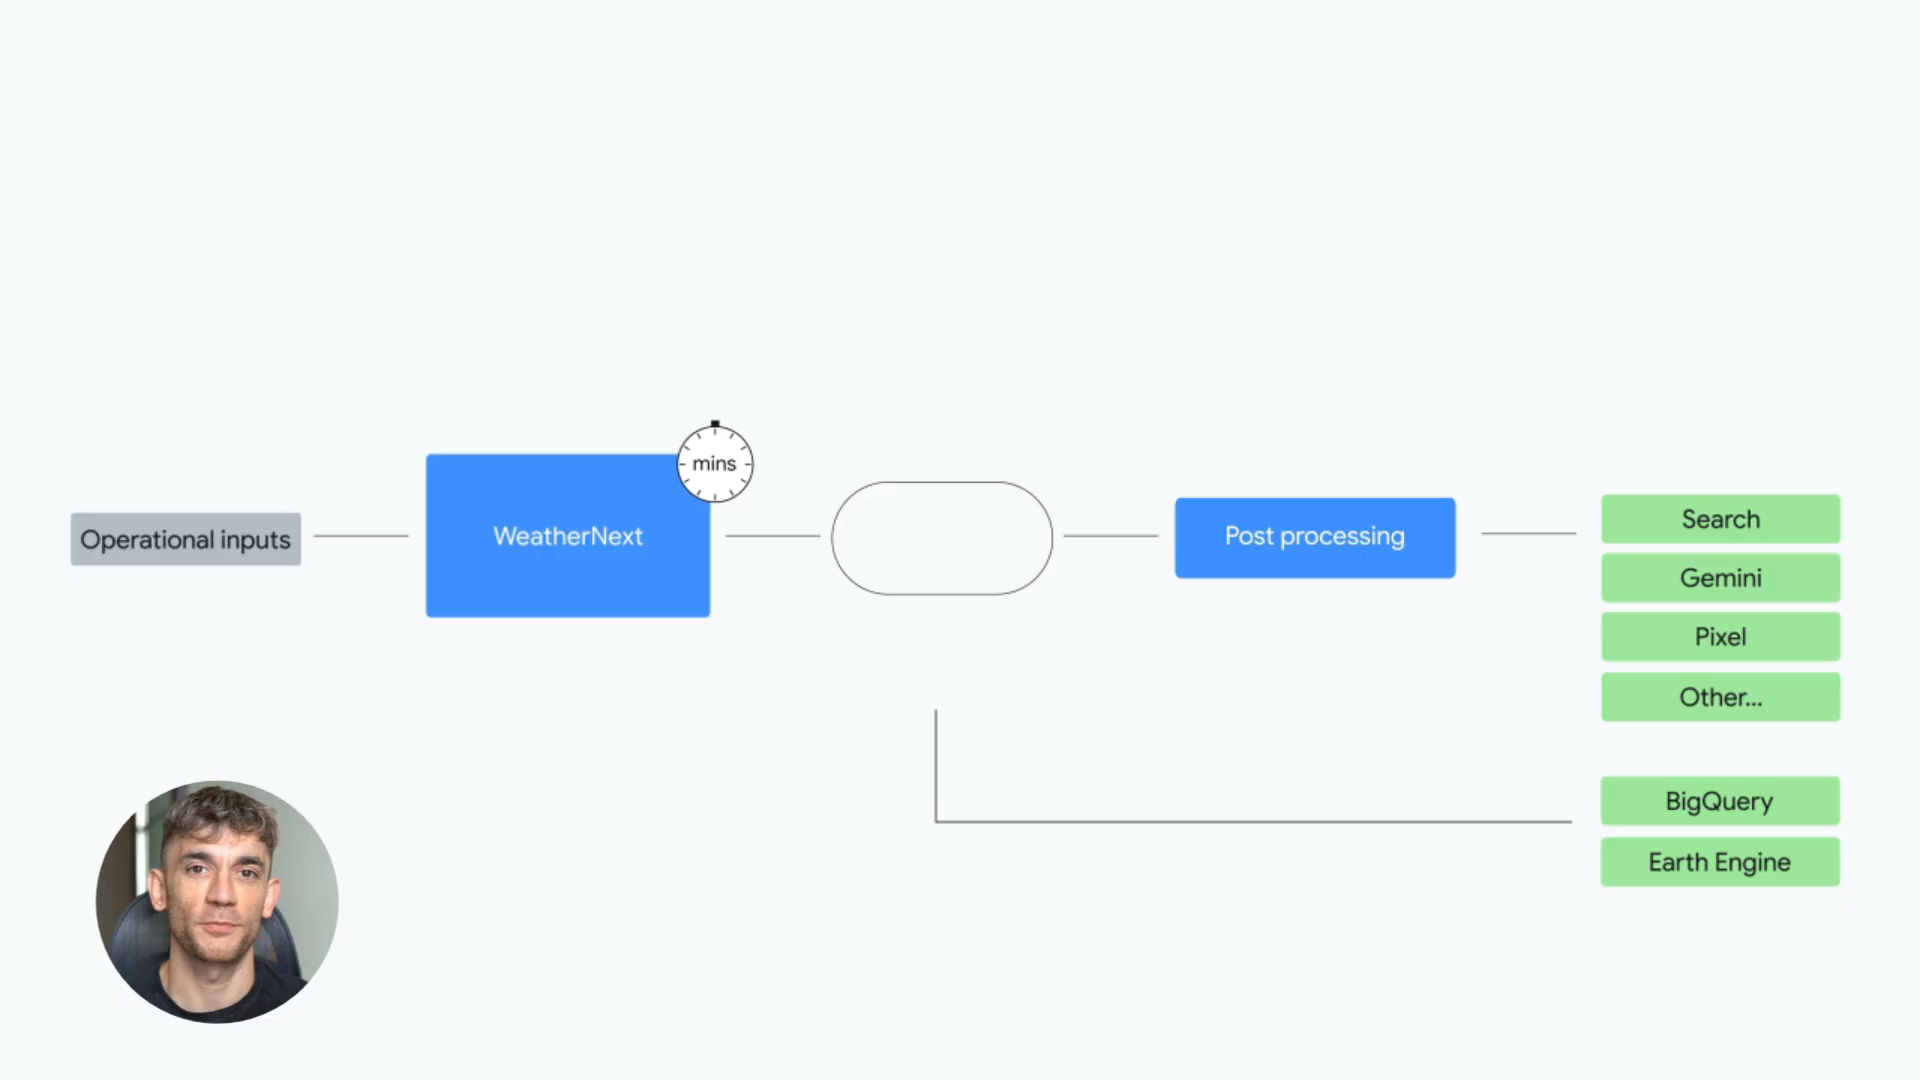 Operational inputs
WeatherNext
mins
Post processing
Search
Gemini
Pixel
Other...
BigQuery
Earth Engine